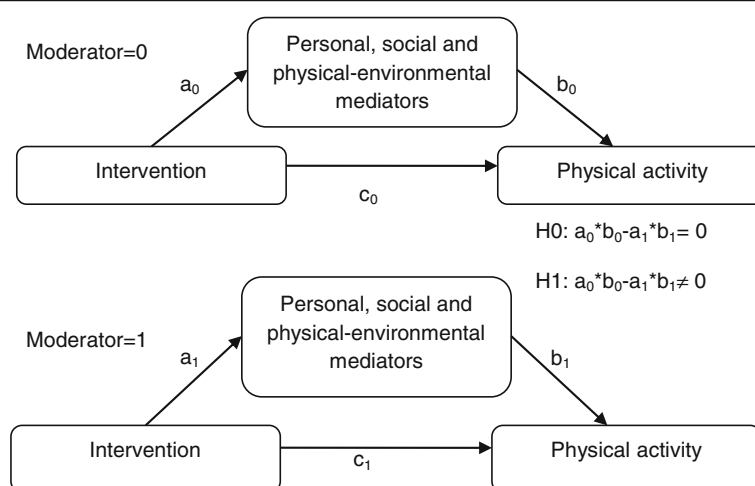 Moderator=0
Personal, social and
physical-environmental
mediators
a₀
b₀
Intervention
Physical activity
c₀
H0: a₀*b₀-a₁*b₁= 0
H1: a₀*b₀-a₁*b₁≠ 0
Moderator=1
Personal, social and
physical-environmental
mediators
a₁
b₁
Intervention
Physical activity
c₁